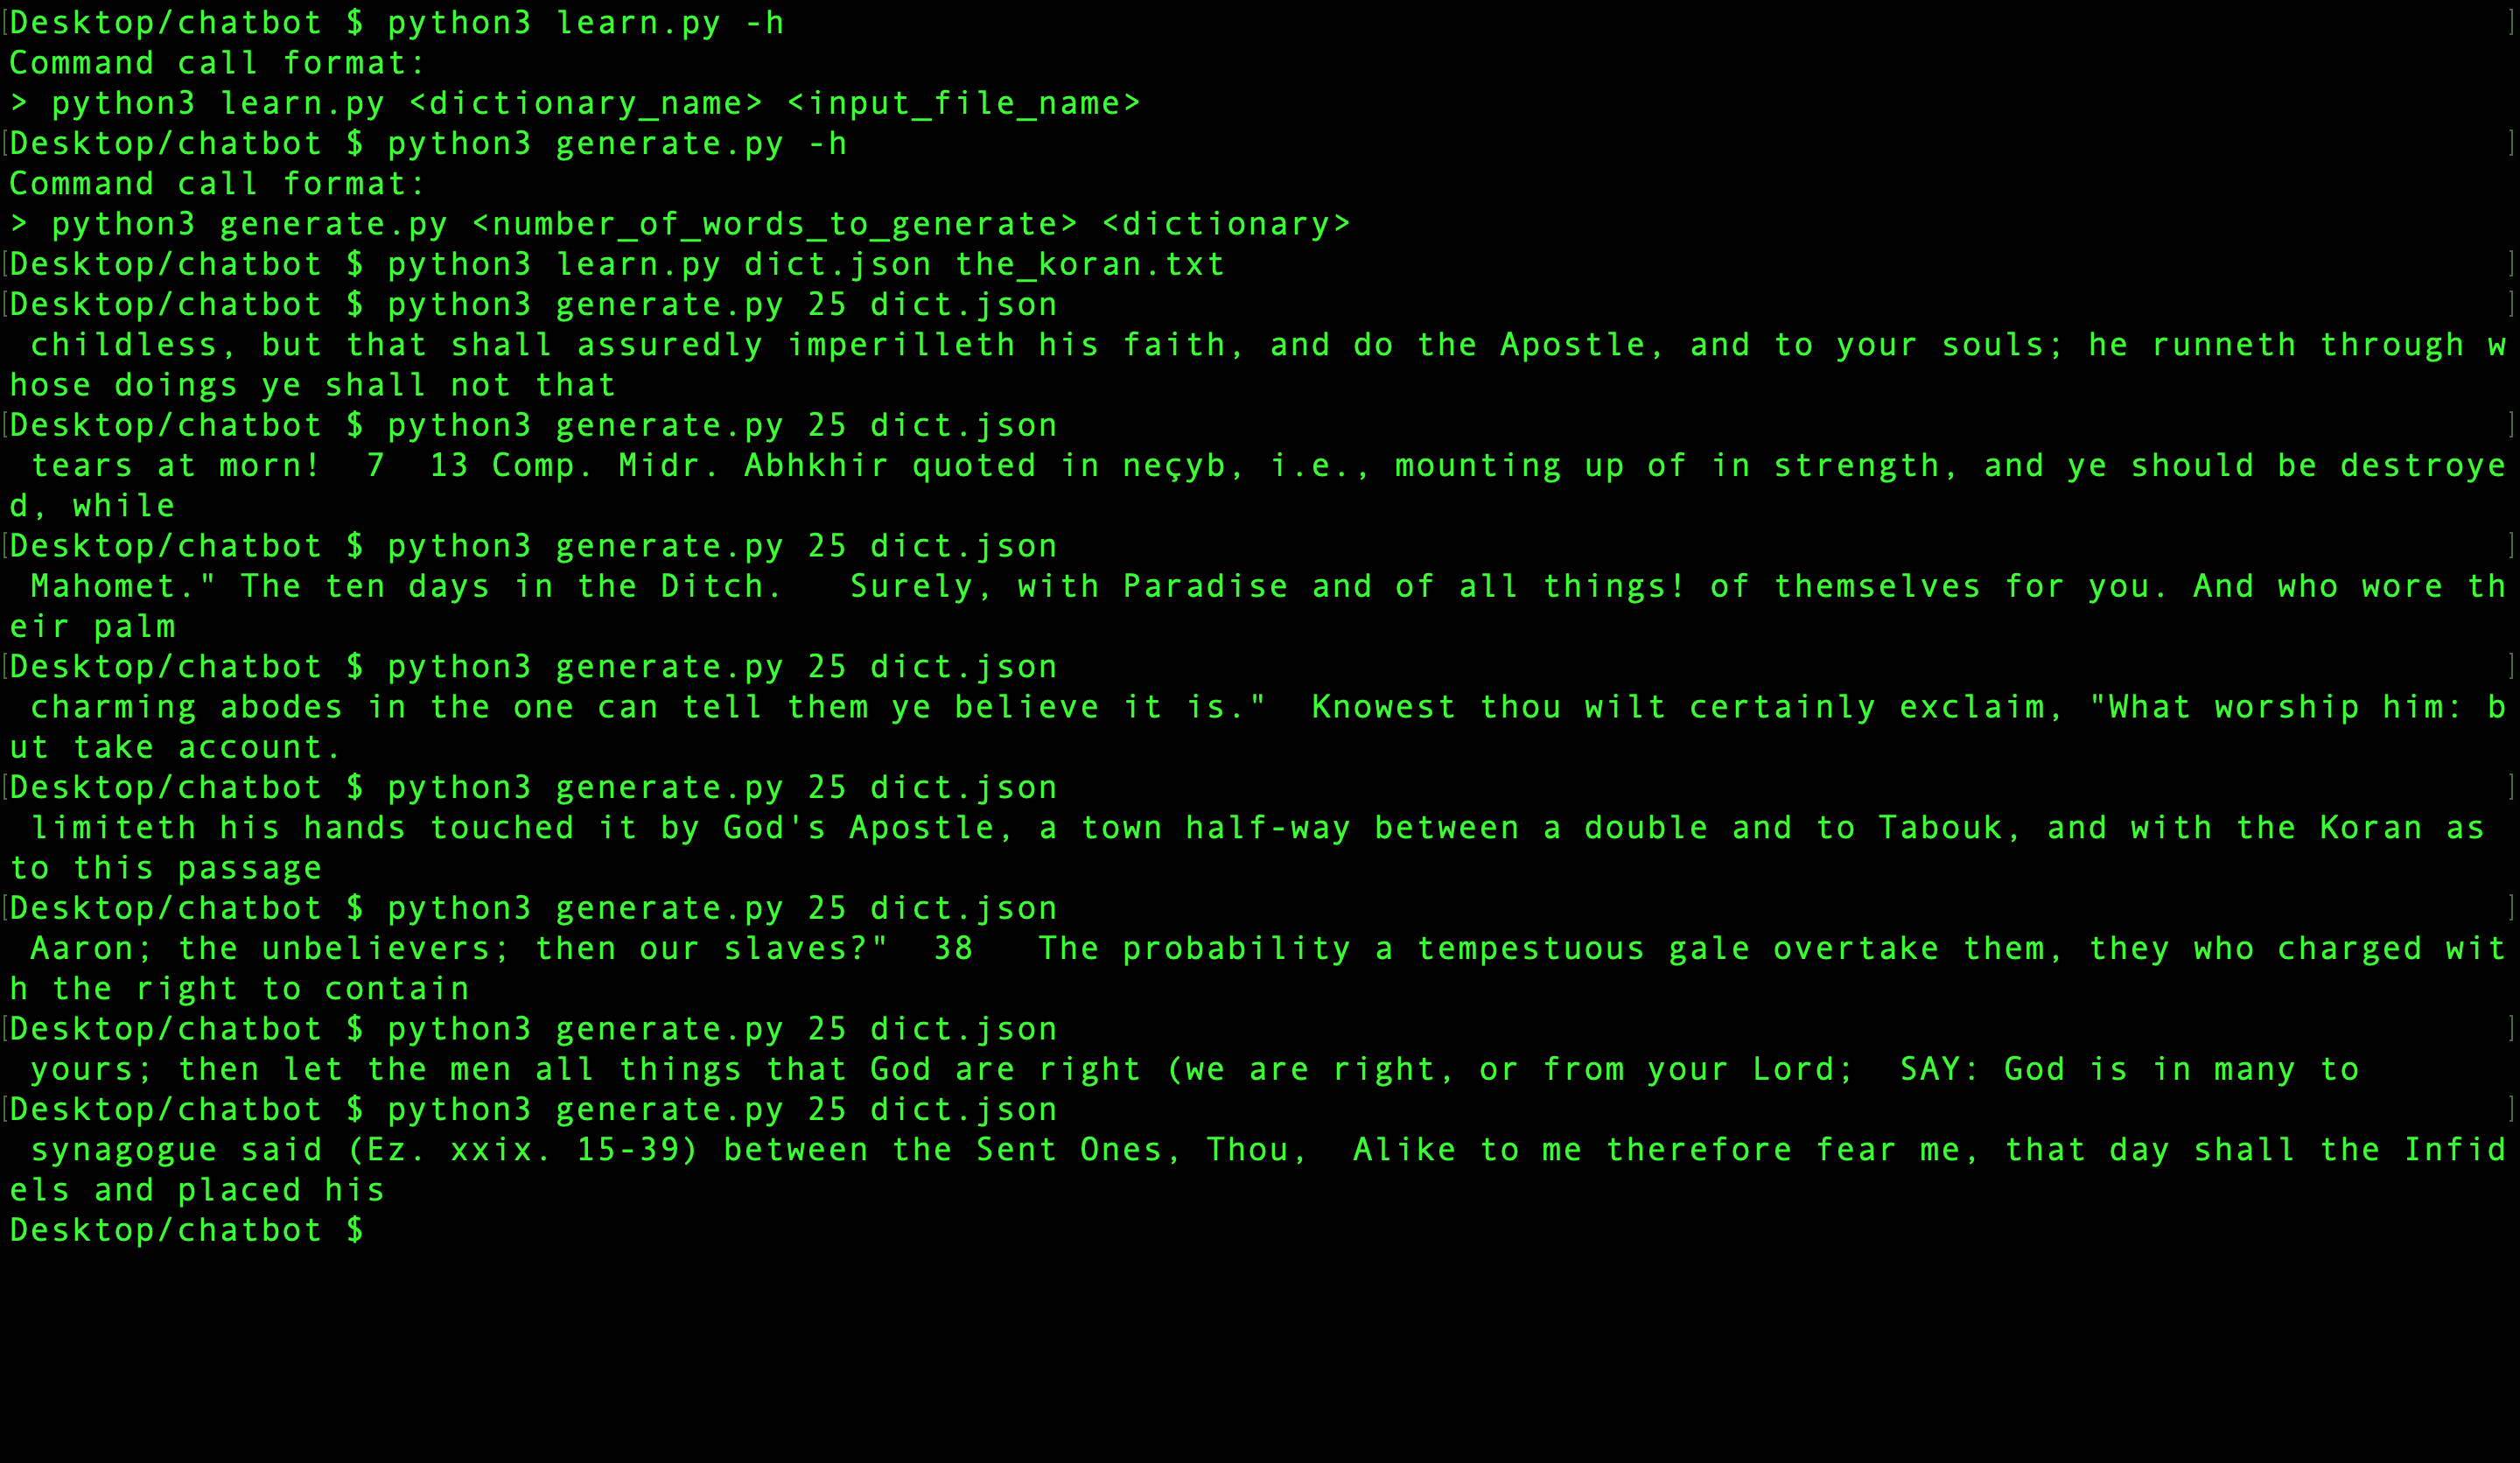 [Desktop/chatbot $ python3 learn.py -h ]
Command call format:
> python3 learn.py <dictionary_name> <input_file_name>
[Desktop/chatbot $ python3 generate.py -h ]
Command call format:
> python3 generate.py <number_of_words_to_generate> <dictionary>
[Desktop/chatbot $ python3 learn.py dict.json the_koran.txt ]
[Desktop/chatbot $ python3 generate.py 25 dict.json ]
 childless, but that shall assuredly imperilleth his faith, and do the Apostle, and to your souls; he runneth through w
hose doings ye shall not that
[Desktop/chatbot $ python3 generate.py 25 dict.json ]
 tears at morn!  7  13 Comp. Midr. Abhkhir quoted in neçyb, i.e., mounting up of in strength, and ye should be destroye
d, while
[Desktop/chatbot $ python3 generate.py 25 dict.json ]
 Mahomet." The ten days in the Ditch.   Surely, with Paradise and of all things! of themselves for you. And who wore th
eir palm
[Desktop/chatbot $ python3 generate.py 25 dict.json ]
 charming abodes in the one can tell them ye believe it is."  Knowest thou wilt certainly exclaim, "What worship him: b
ut take account.
[Desktop/chatbot $ python3 generate.py 25 dict.json ]
 limiteth his hands touched it by God's Apostle, a town half-way between a double and to Tabouk, and with the Koran as
to this passage
[Desktop/chatbot $ python3 generate.py 25 dict.json ]
 Aaron; the unbelievers; then our slaves?"  38   The probability a tempestuous gale overtake them, they who charged wit
h the right to contain
[Desktop/chatbot $ python3 generate.py 25 dict.json ]
 yours; then let the men all things that God are right (we are right, or from your Lord;  SAY: God is in many to
[Desktop/chatbot $ python3 generate.py 25 dict.json ]
 synagogue said (Ez. xxix. 15-39) between the Sent Ones, Thou,  Alike to me therefore fear me, that day shall the Infid
els and placed his
Desktop/chatbot $